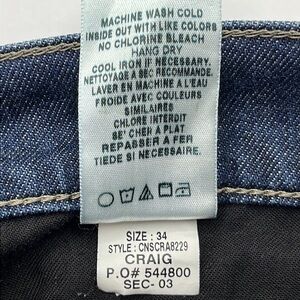 MACHINE WASH COLD
INSIDE OUT WITH LIKE COLORS
NO CHLORINE BLEACH
HANG DRY
COOL IRON IF NECESSARY.
NETTOYAGE A SEC RECOMMANDE.
LAVER EN MACHINE A L'EAU
FROIDE AVEC COULEURS
SIMILAIRES
CHLORE INTERDIT
SE' CHER A PLAT
REPASSER A FER
TIEDE SI NECESSAIRE.
SIZE : 34
STYLE : CNSCRA8229
CRAIG
P.O# 544800
SEC- 03